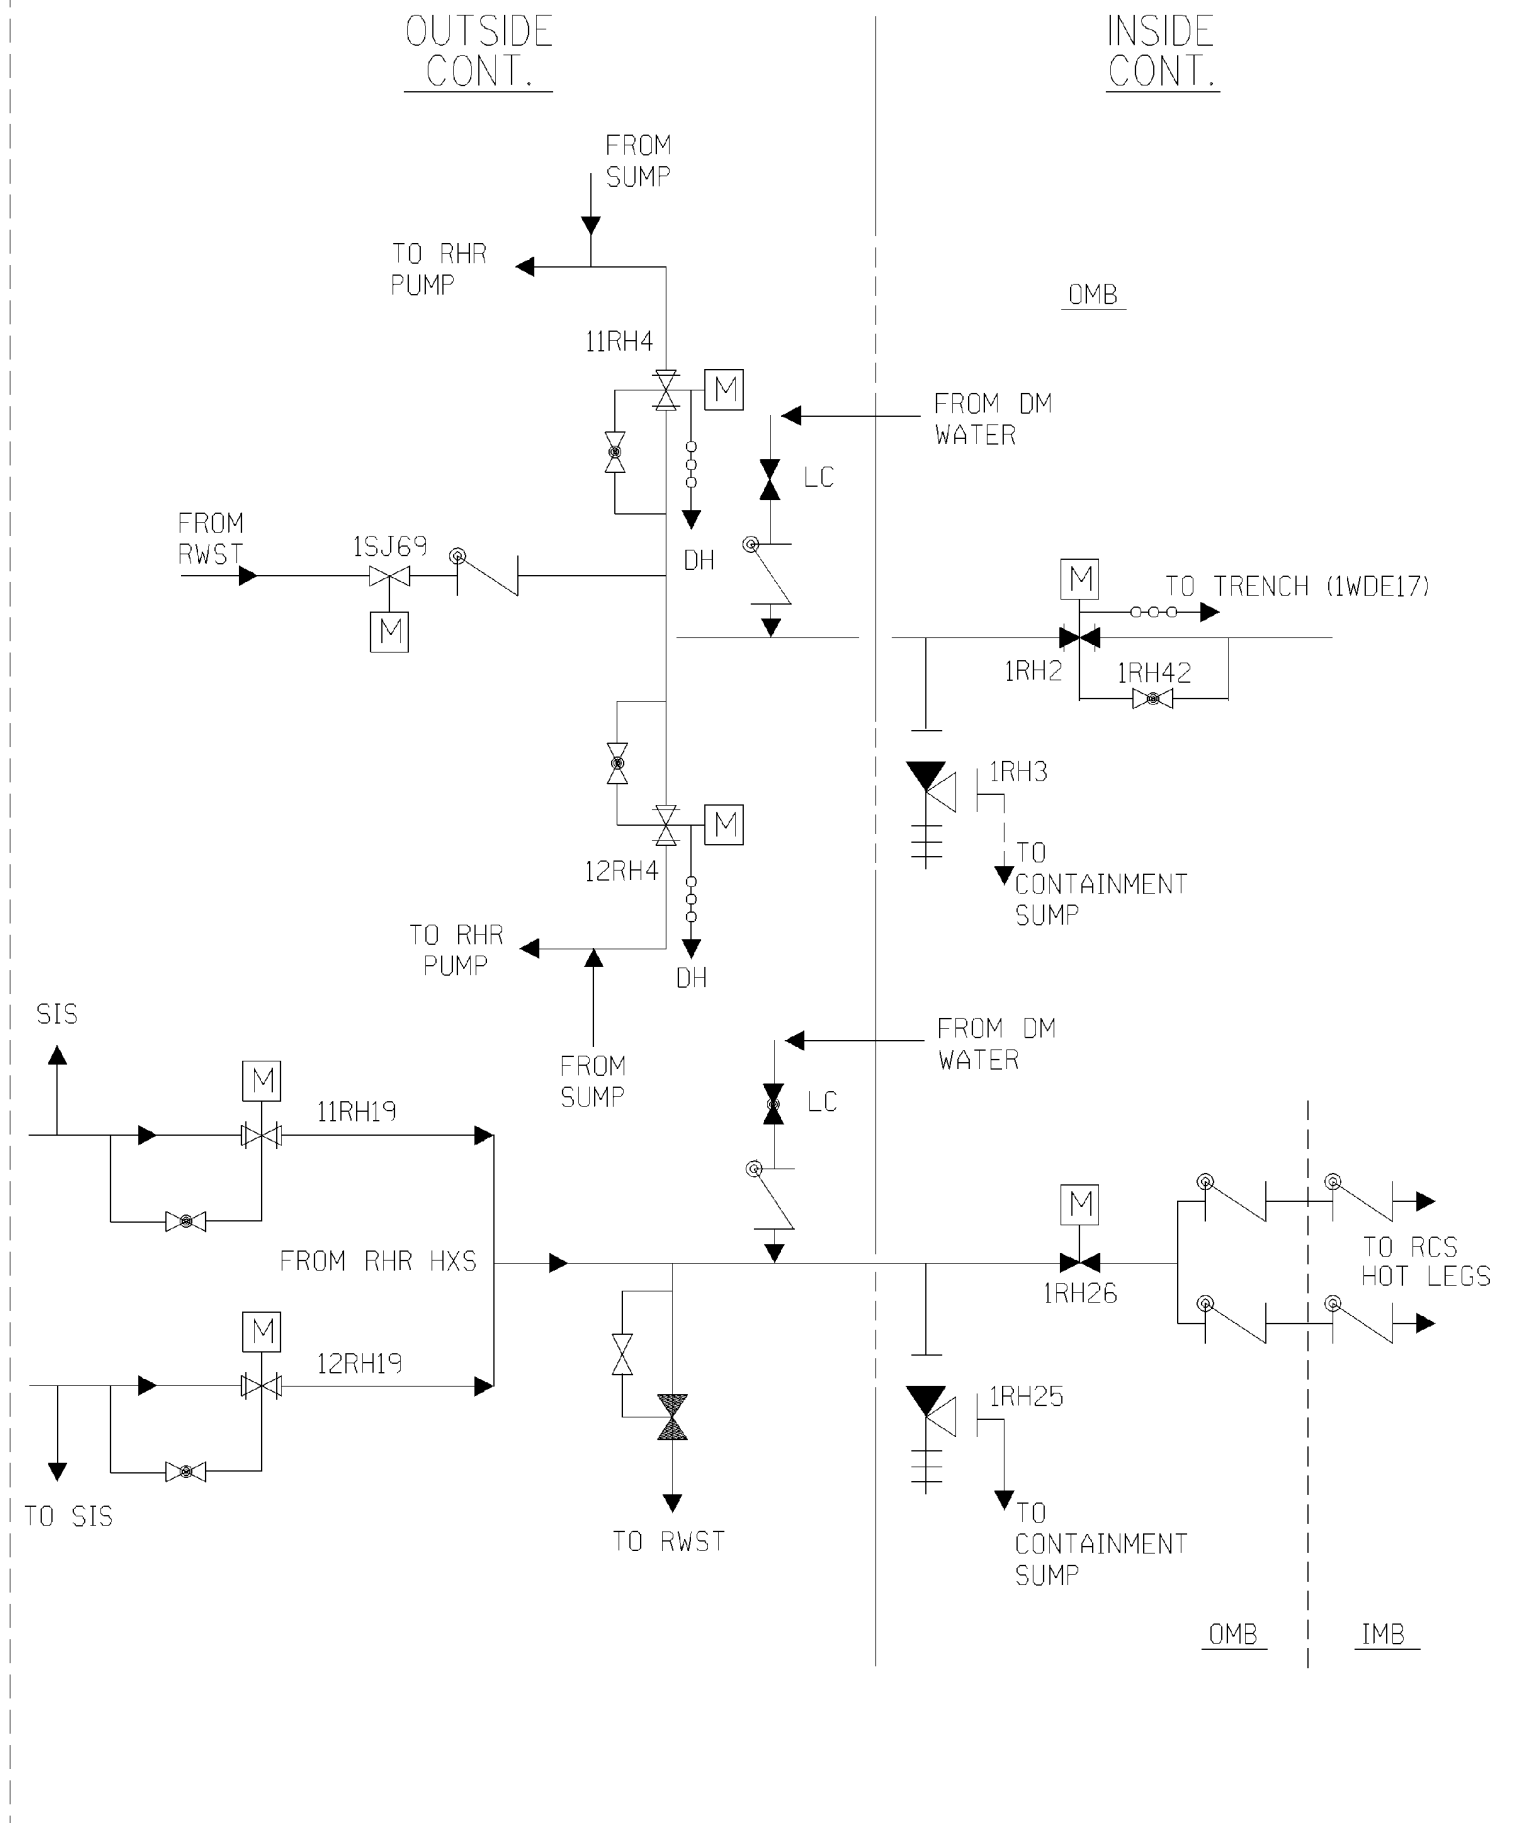 OUTSIDE
CONT.
INSIDE
CONT.
FROM
SUMP
TO RHR
PUMP
OMB
11RH4
M
FROM DM
WATER
LC
FROM
RWST
1SJ69
M
DH
M
TO TRENCH (1WDE17)
1RH2
1RH42
1RH3
M
12RH4
TO
CONTAINMENT
SUMP
TO RHR
PUMP
DH
SIS
FROM DM
WATER
FROM
SUMP
M
11RH19
LC
M
FROM RHR HXS
TO RCS
HOT LEGS
1RH26
M
12RH19
1RH25
TO SIS
TO RWST
TO
CONTAINMENT
SUMP
OMB
IMB